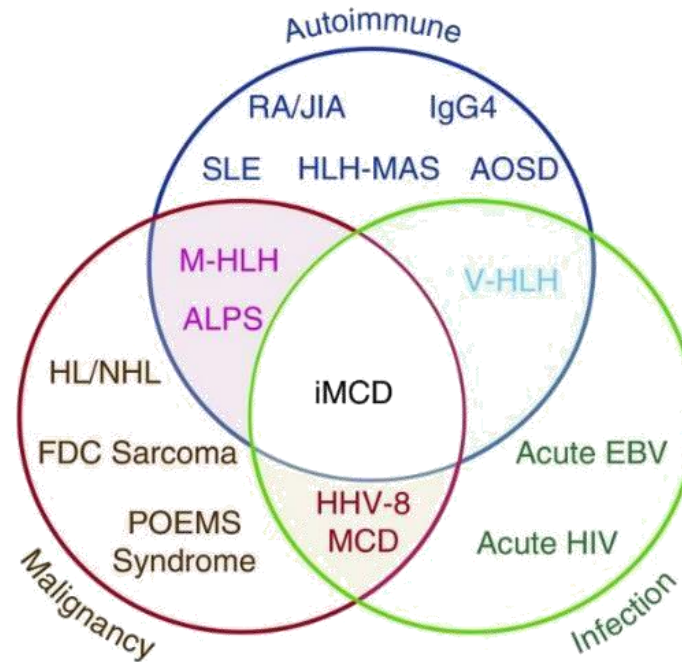 Autoimmune
RA/JIA IgG4
SLE HLH-MAS AOSD
M-HLH
V-HLH
ALPS
HL/NHL
iMCD
FDC Sarcoma
Acute EBV
HHV-8
MCD
POEMS
Syndrome
Acute HIV
Malignancy
Infection